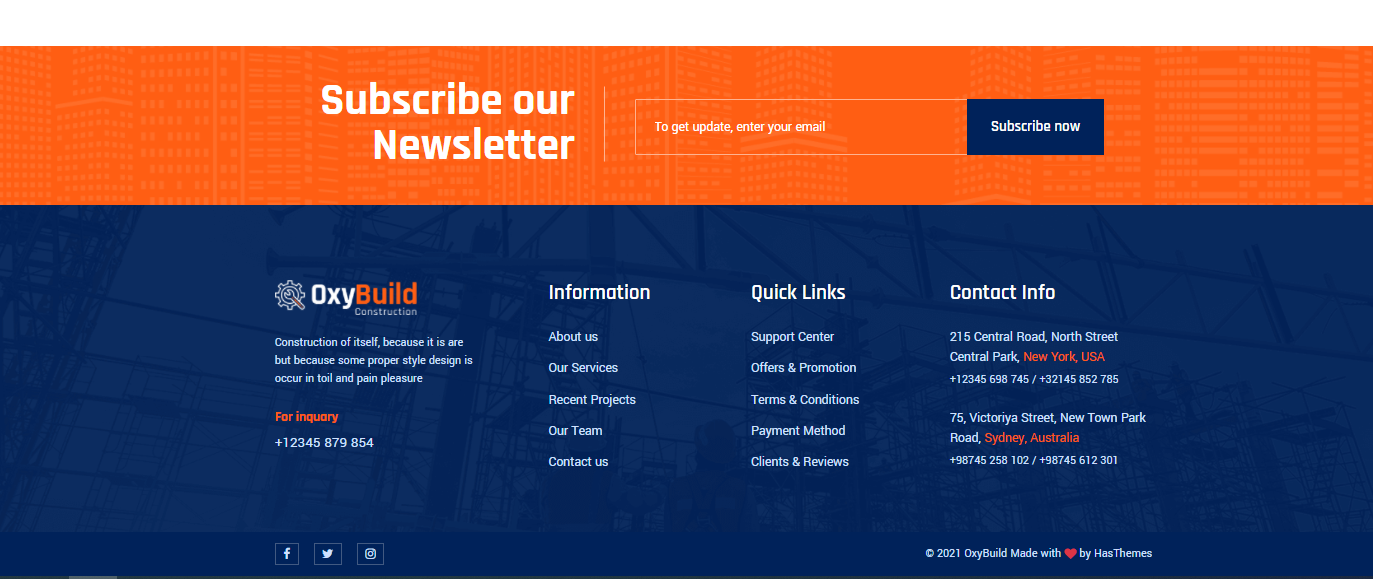 Subscribe our
Newsletter
To get update, enter your email
Subscribe now
OxyBuild
Construction
Construction of itself, because it is are
but because some proper style design is
occur in toil and pain pleasure
For inquary
+12345 879 854
Information
About us
Our Services
Recent Projects
Our Team
Contact us
Quick Links
Support Center
Offers & Promotion
Terms & Conditions
Payment Method
Clients & Reviews
Contact Info
215 Central Road, North Street
Central Park, New York, USA
+12345 698 745 / +32145 852 785
75, Victoriya Street, New Town Park
Road, Sydney, Australia
+98745 258 102 / +98745 612 301
© 2021 OxyBuild Made with ❤ by HasThemes